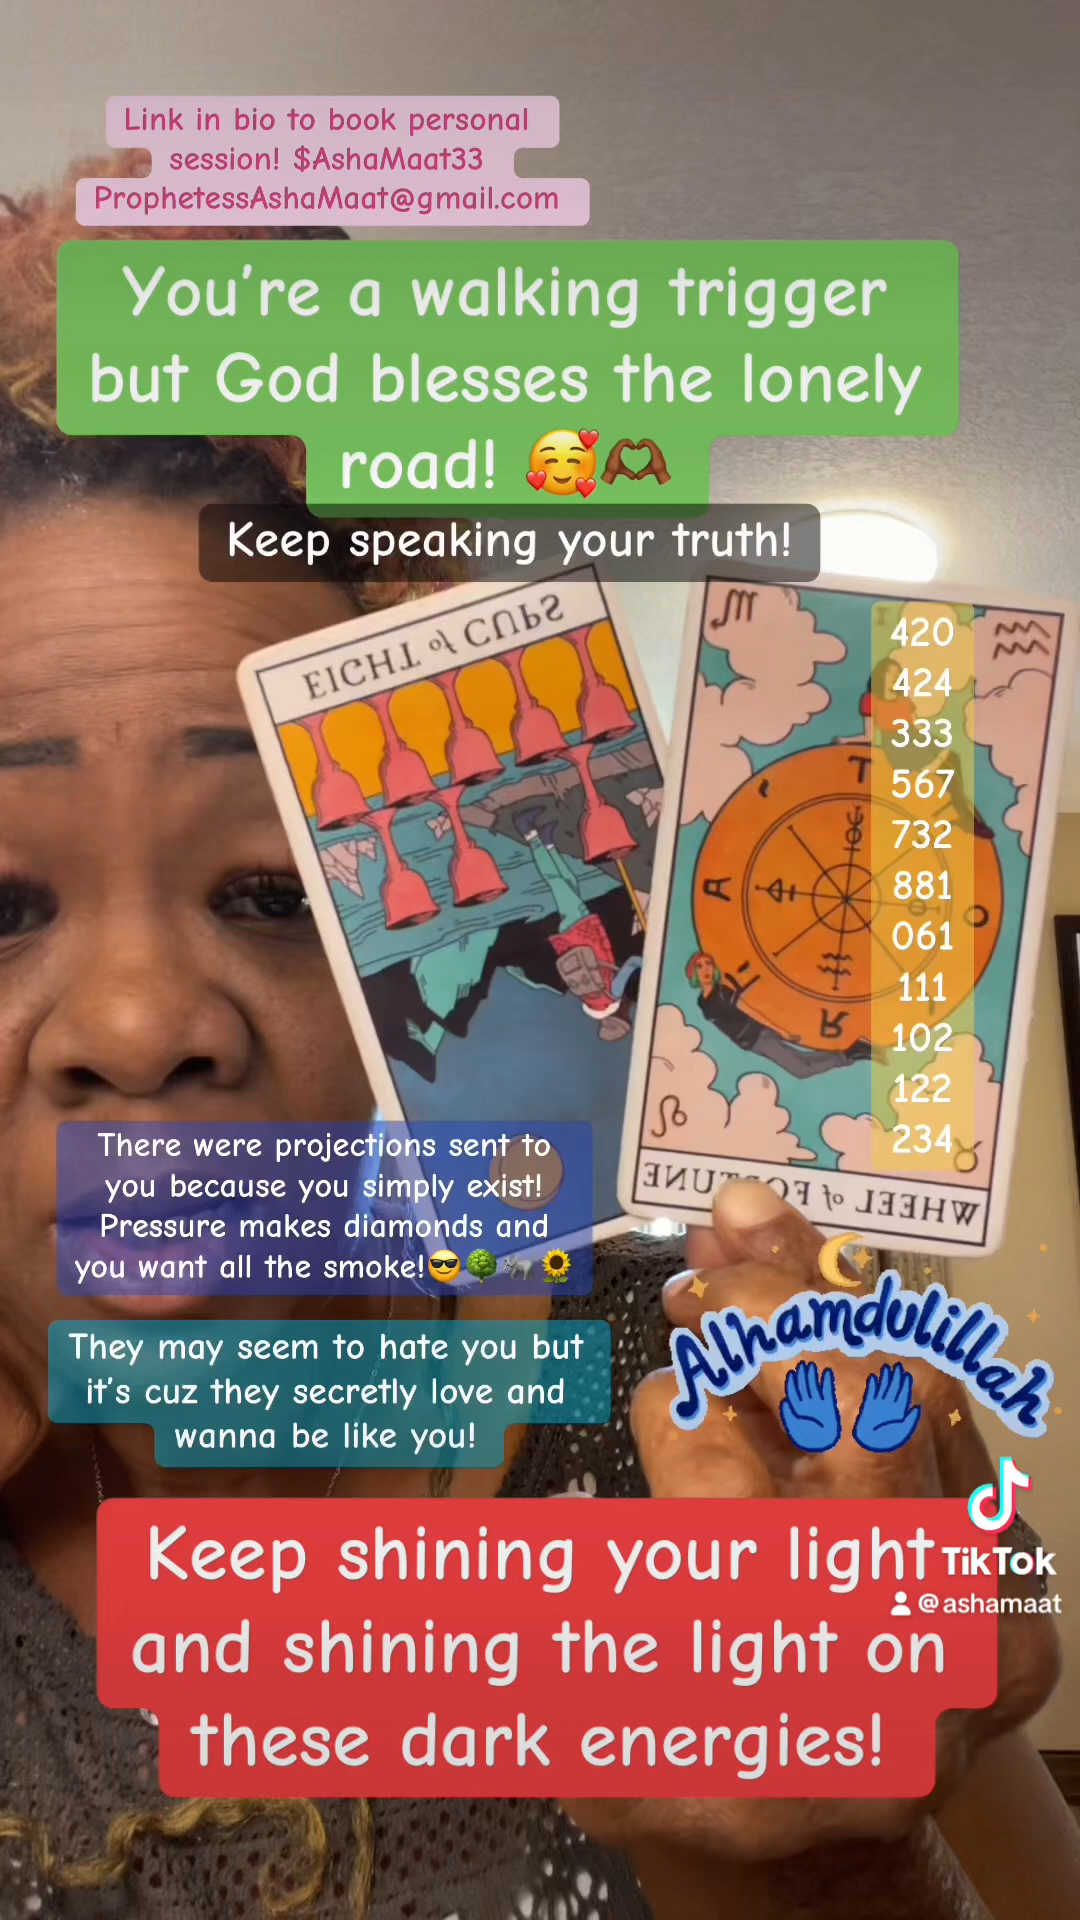 Link in bio to book personal
session! $AshaMaat33
ProphetessAshaMaat@gmail.com
You're a walking trigger
but God blesses the lonely
road! 🥰🫶🏾
Keep speaking your truth!
EIGHT of CUPS
T
A
O
R
WHEEL of FORTUNE
420
424
333
567
732
881
061
111
102
122
234
There were projections sent to
you because you simply exist!
Pressure makes diamonds and
you want all the smoke!😎🌳🫏🌻
Alhamdulillah
They may seem to hate you but
it's cuz they secretly love and
wanna be like you!
TikTok
@ashamaat
Keep shining your light
and shining the light on
these dark energies!